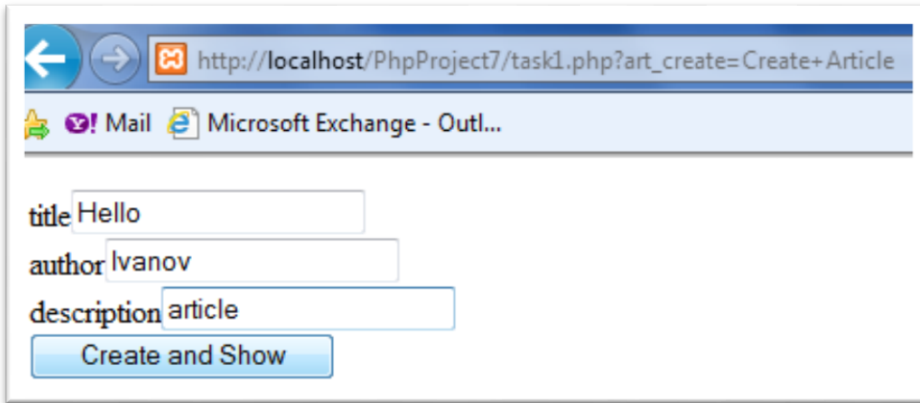 http://localhost/PhpProject7/task1.php?art_create=Create+Article
Y! Mail Microsoft Exchange - Outl...
title Hello
author Ivanov
description article
Create and Show